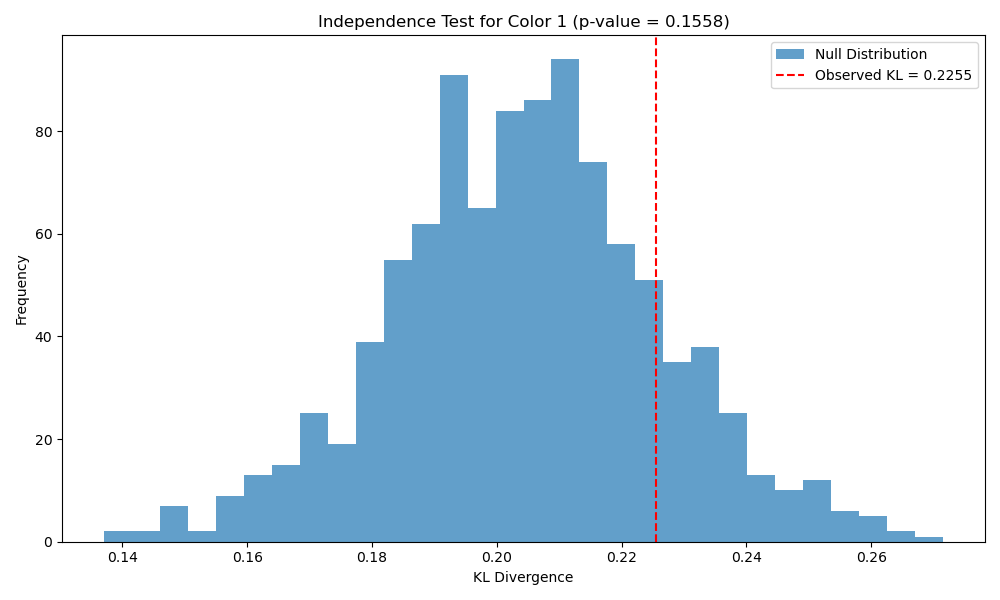 Independence Test for Color 1 (p-value = 0.1558)
Null Distribution
Observed KL = 0.2255
Frequency
80
60
40
20
0
0.14 0.16 0.18 0.20 0.22 0.24 0.26
KL Divergence